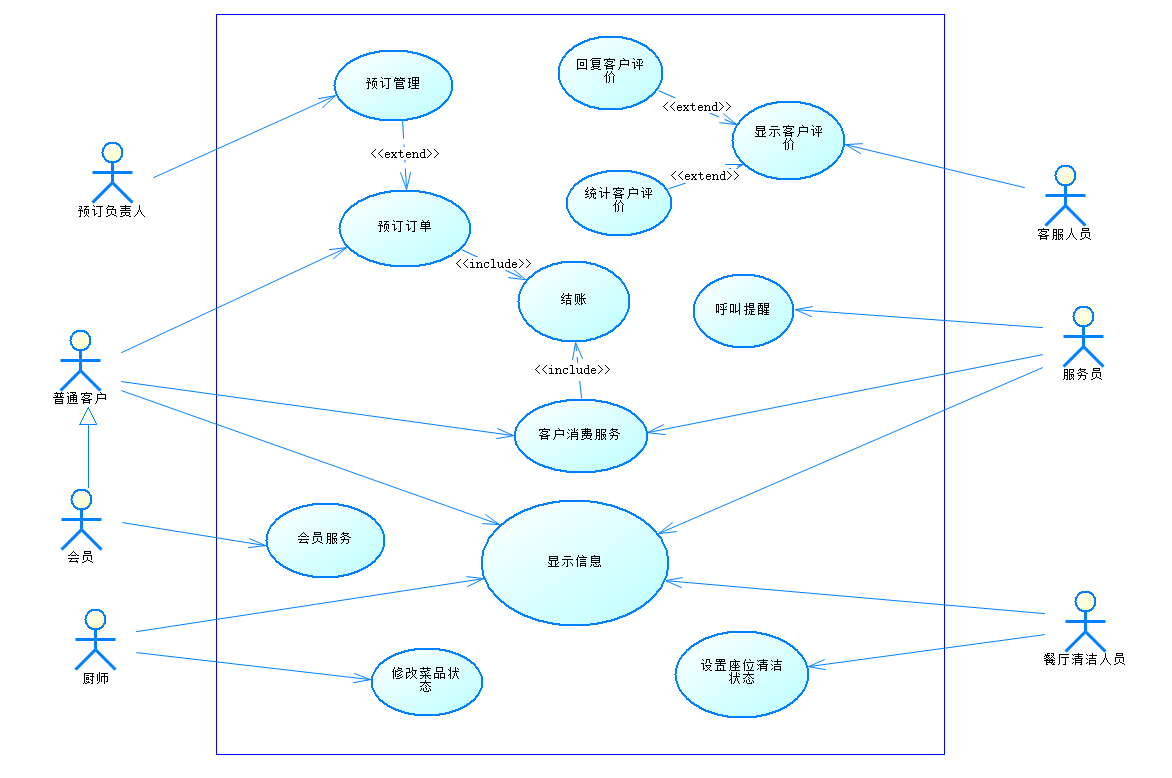 预订管理
回复客户评
价
<<extend>>
显示客户评
价
<<extend>>
<<extend>>
统计客户评
价
预订负责人
客服人员
预订订单
<<include>>
结账
呼叫提醒
<<include>>
普通客户
服务员
客户消费服务
会员
会员服务
显示信息
厨师
修改菜品状
态
设置座位清洁
状态
餐厅清洁人员